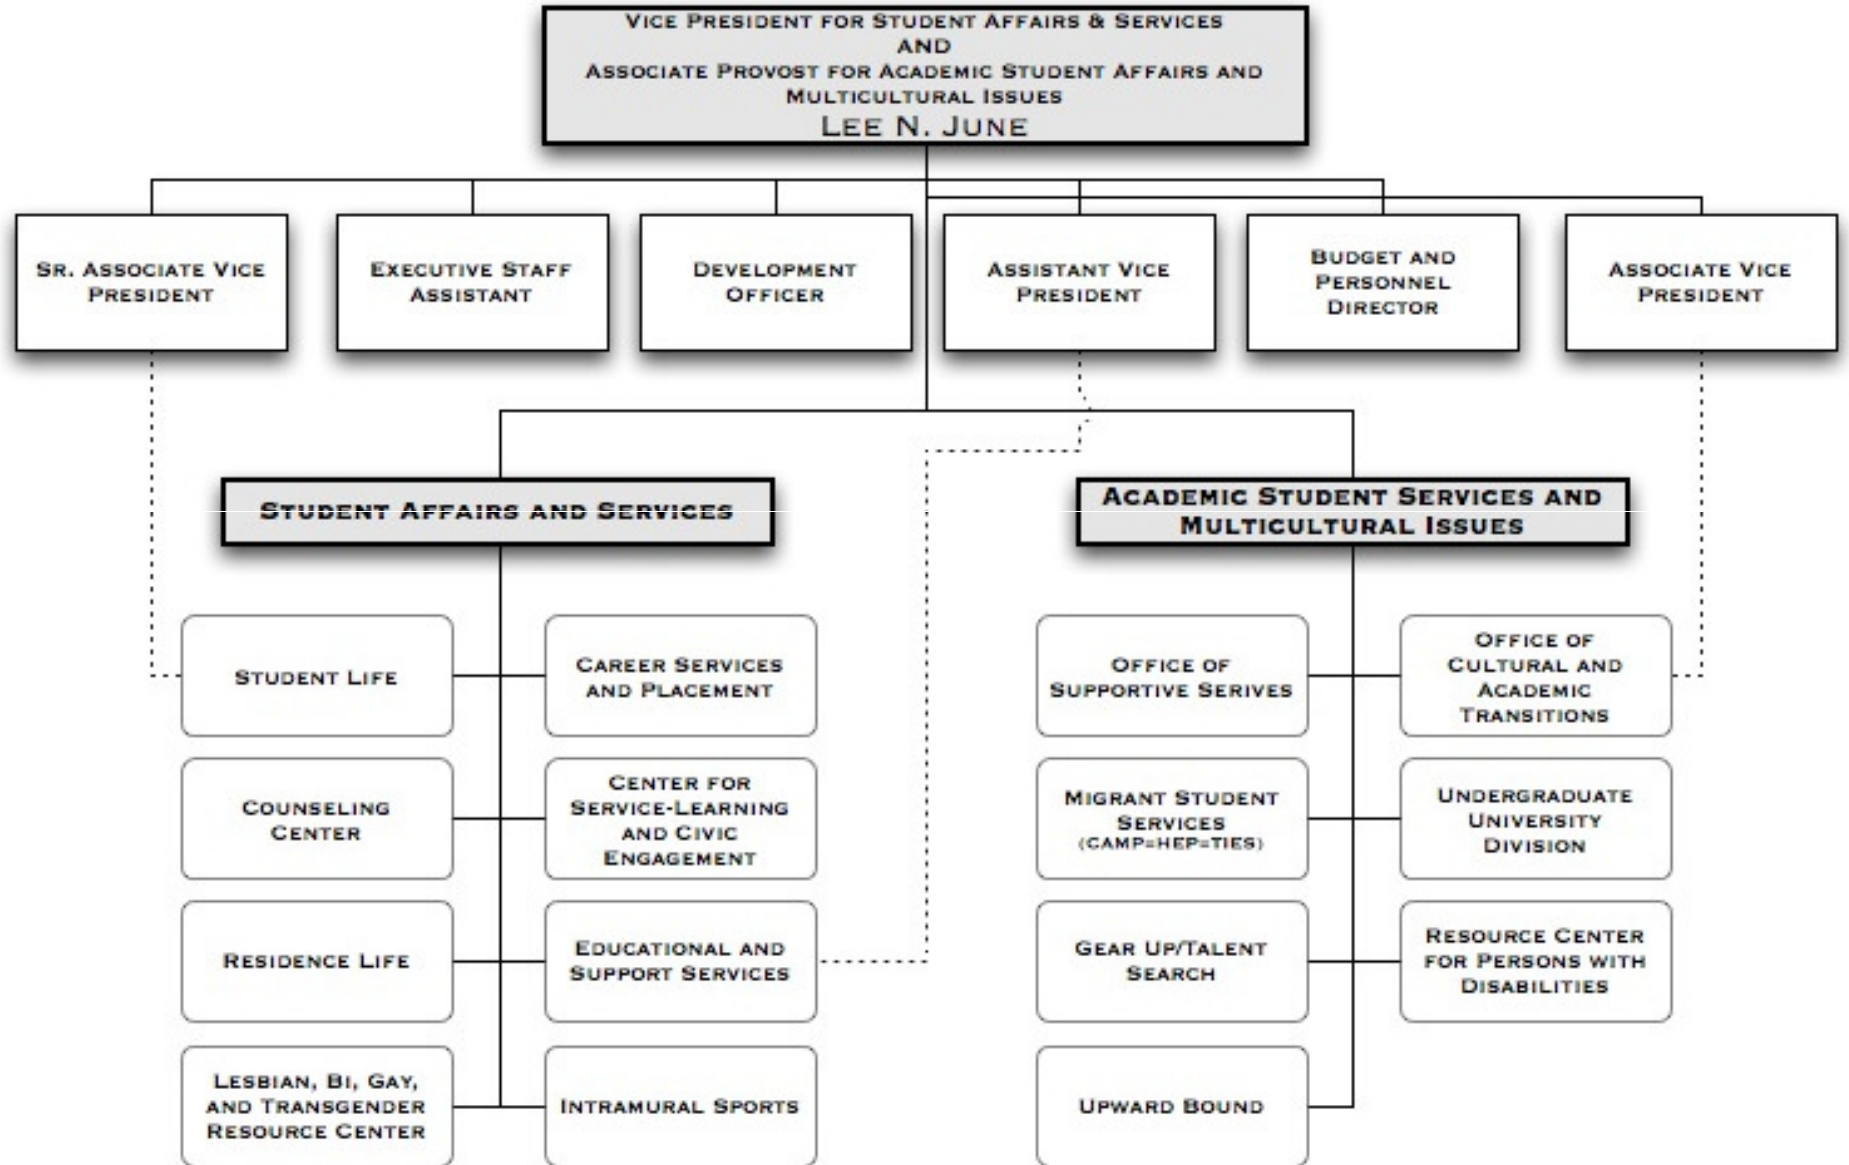 VICE PRESIDENT FOR STUDENT AFFAIRS & SERVICES
AND
ASSOCIATE PROVOST FOR ACADEMIC STUDENT AFFAIRS AND
MULTICULTURAL ISSUES
LEE N. JUNE
SR. ASSOCIATE VICE
PRESIDENT
EXECUTIVE STAFF
ASSISTANT
DEVELOPMENT
OFFICER
ASSISTANT VICE
PRESIDENT
BUDGET AND
PERSONNEL
DIRECTOR
ASSOCIATE VICE
PRESIDENT
STUDENT AFFAIRS AND SERVICES
ACADEMIC STUDENT SERVICES AND
MULTICULTURAL ISSUES
STUDENT LIFE
CAREER SERVICES
AND PLACEMENT
OFFICE OF
SUPPORTIVE SERIVES
OFFICE OF
CULTURAL AND
ACADEMIC
TRANSITIONS
COUNSELING
CENTER
CENTER FOR
SERVICE-LEARNING
AND CIVIC
ENGAGEMENT
MIGRANT STUDENT
SERVICES
(CAMP=HEP=TIES)
UNDERGRADUATE
UNIVERSITY
DIVISION
RESIDENCE LIFE
EDUCATIONAL AND
SUPPORT SERVICES
GEAR UP/TALENT
SEARCH
RESOURCE CENTER
FOR PERSONS WITH
DISABILITIES
LESBIAN, BI, GAY,
AND TRANSGENDER
RESOURCE CENTER
INTRAMURAL SPORTS
UPWARD BOUND